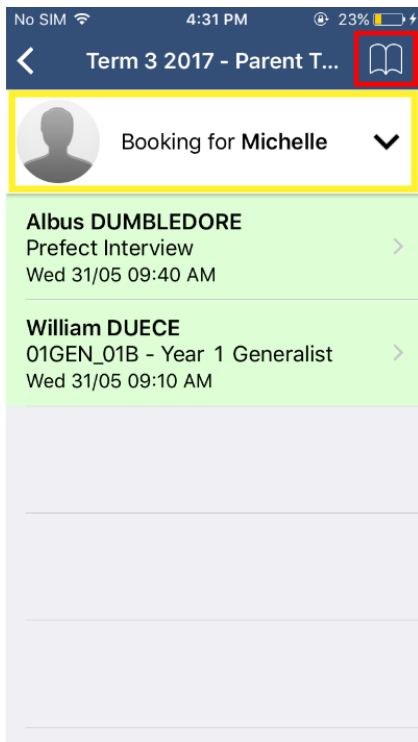 No SIM 4:31 PM 23%
Term 3 2017 - Parent T...
Booking for Michelle
Albus DUMBLEDORE
Prefect Interview
Wed 31/05 09:40 AM
William DUECE
01GEN_01B - Year 1 Generalist
Wed 31/05 09:10 AM